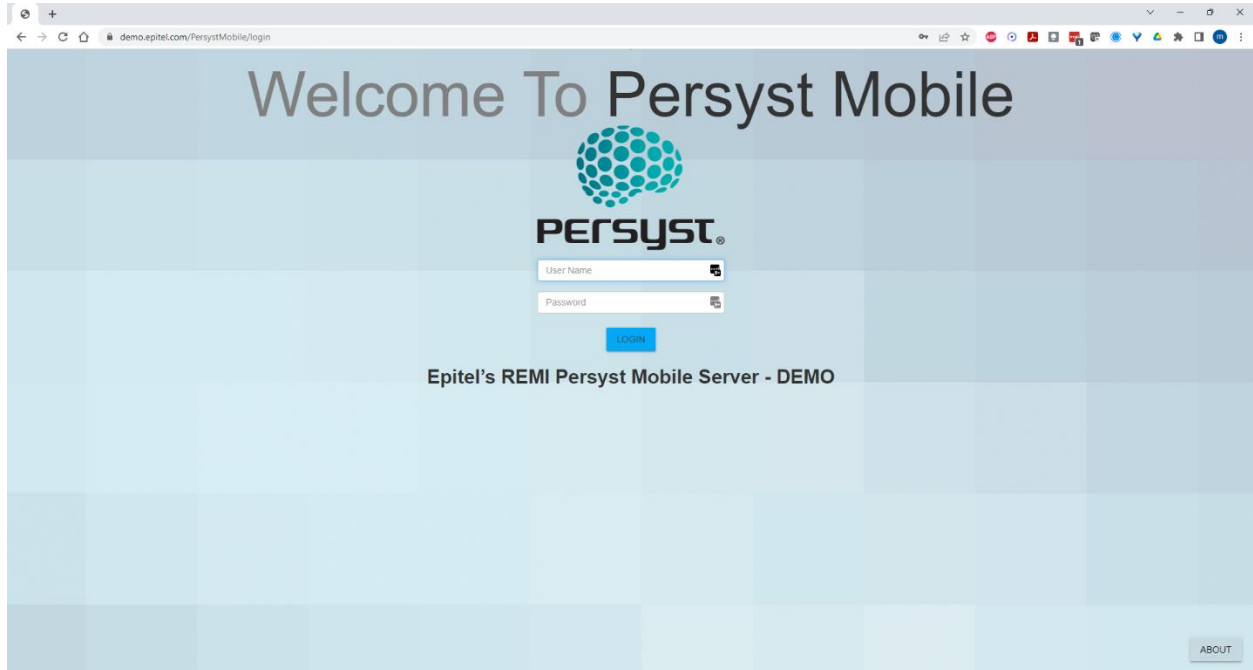 demo.epitel.com/PersystMobile/login
Welcome To Persyst Mobile
PERSYST®
User Name
Password
LOGIN
Epitel's REMI Persyst Mobile Server - DEMO
ABOUT